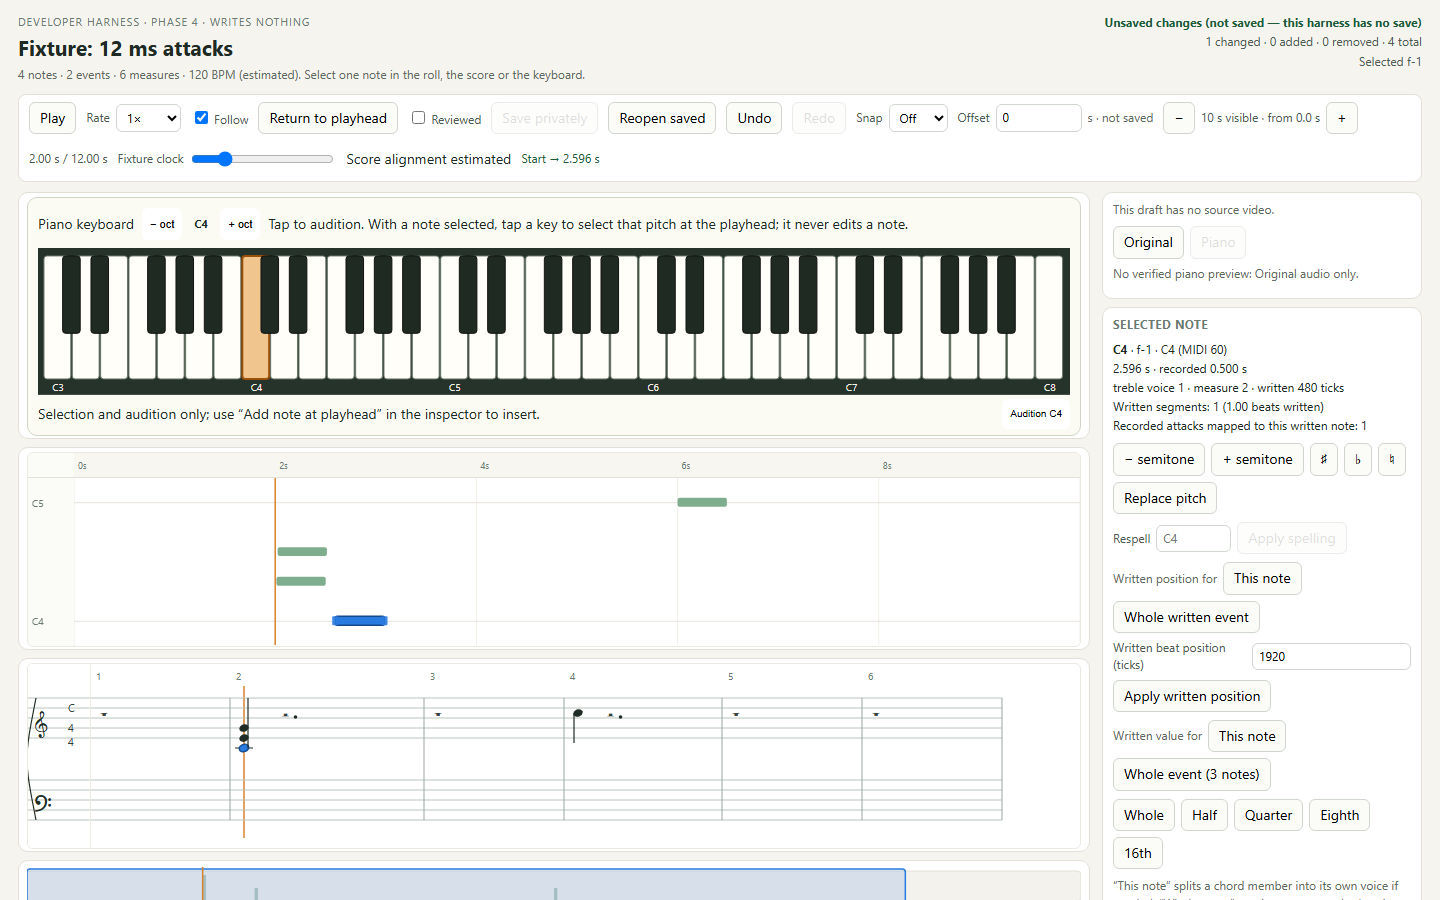 DEVELOPER HARNESS · PHASE 4 · WRITES NOTHING
Fixture: 12 ms attacks
4 notes · 2 events · 6 measures · 120 BPM (estimated). Select one note in the roll, the score or the keyboard.
Unsaved changes (not saved — this harness has no save)
1 changed · 0 added · 0 removed · 4 total
Selected f-1
Play Rate 1× Follow Return to playhead Reviewed Save privately Reopen saved Undo Redo Snap Off Offset 0 s · not saved − 10 s visible · from 0.0 s +
2.00 s / 12.00 s Fixture clock Score alignment estimated Start → 2.596 s
Piano keyboard − oct C4 + oct Tap to audition. With a note selected, tap a key to select that pitch at the playhead; it never edits a note.
C3 C4 C5 C6 C7 C8
Selection and audition only; use “Add note at playhead” in the inspector to insert. Audition C4
0s 2s 4s 6s 8s
C5
C4
1 2 3 4 5 6
C
4
4
This draft has no source video.
Original Piano
No verified piano preview: Original audio only.
SELECTED NOTE
C4 · f-1 · C4 (MIDI 60)
2.596 s · recorded 0.500 s
treble voice 1 · measure 2 · written 480 ticks
Written segments: 1 (1.00 beats written)
Recorded attacks mapped to this written note: 1
− semitone + semitone ♯ ♭ ♮
Replace pitch
Respell C4 Apply spelling
Written position for This note
Whole written event
Written beat position (ticks) 1920
Apply written position
Written value for This note
Whole event (3 notes)
Whole Half Quarter Eighth
16th
“This note” splits a chord member into its own voice if